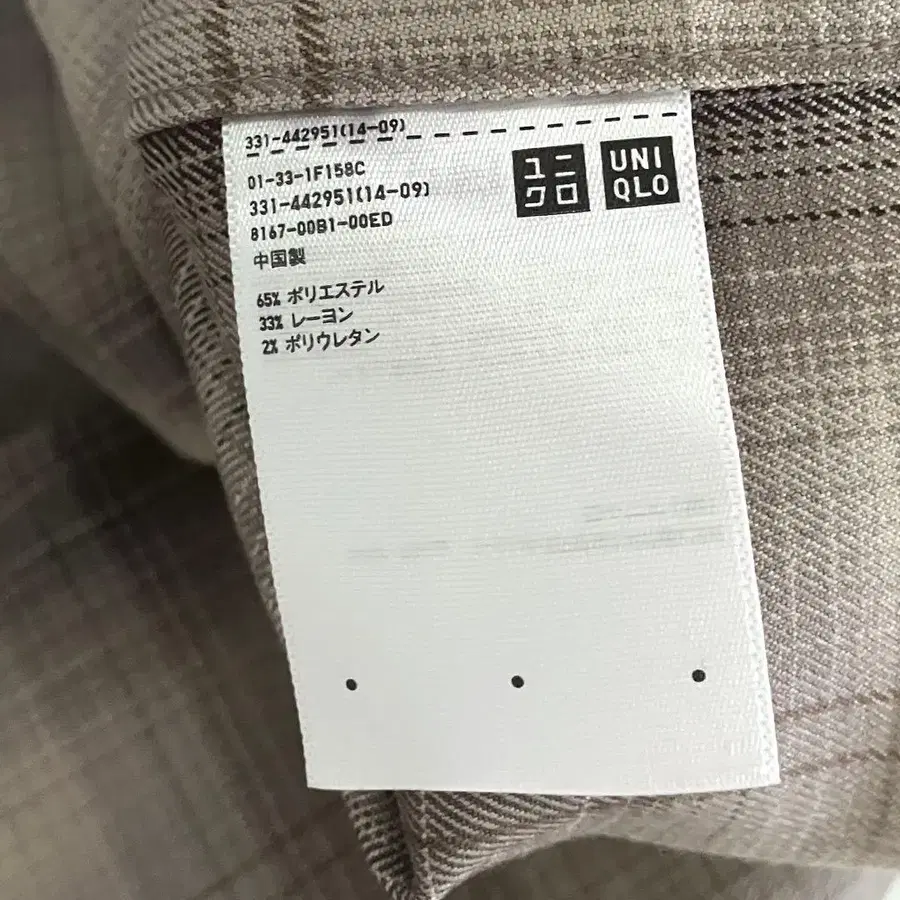 331-442951(14-09)
01-33-1F158C
331-442951(14-09)
8167-00B1-00ED
中国製
65% ポリエステル
33% レーヨン
2% ポリウレタン
ユニ
クロ
UNI
QLO